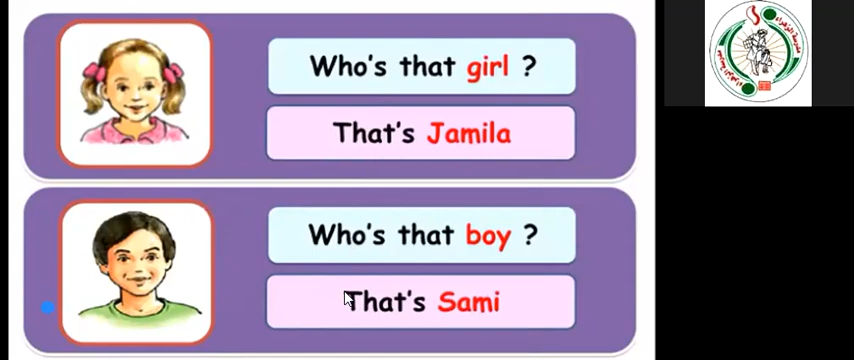 Who's that girl ?
That's Jamila
Who's that boy ?
That's Sami